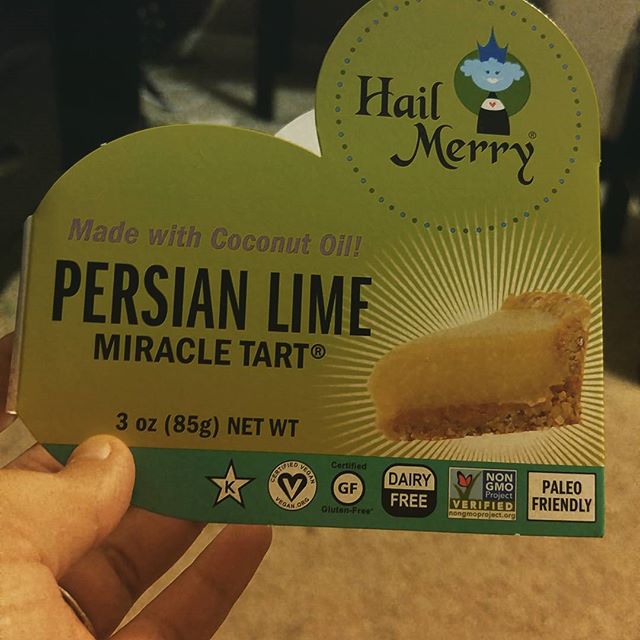 Hail
Merry®
Made with Coconut Oil!
PERSIAN LIME
MIRACLE TART®
3 oz (85g) NET WT
K
CERTIFIED VEGAN
V
VEGAN.ORG
Certified
GF
Gluten-Free®
DAIRY
FREE
NON
GMO
Project
VERIFIED
nongmoproject.org
PALEO
FRIENDLY